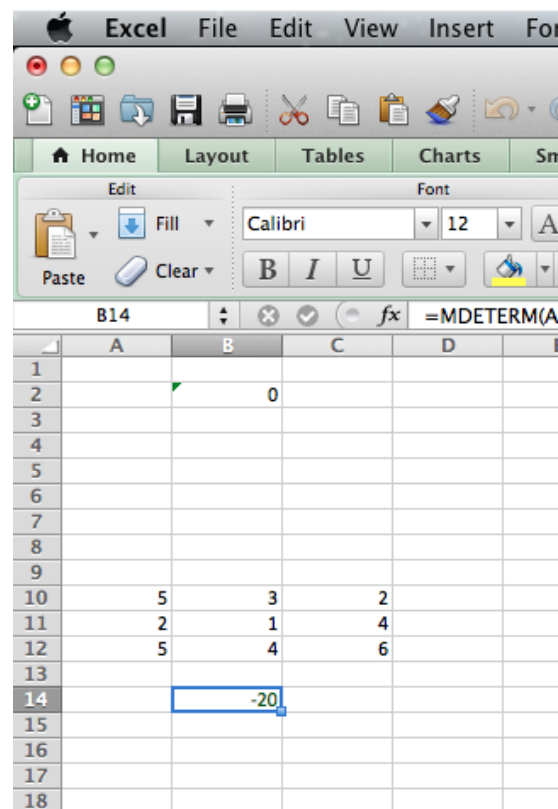 Excel File Edit View Insert For
Home Layout Tables Charts Sm
Edit Font
Fill Calibri 12 A
Paste Clear B I U
B14 fx =MDETERM(A
A B C D
1
2 0
3
4
5
6
7
8
9
10 5 3 2
11 2 1 4
12 5 4 6
13
14 -20
15
16
17
18